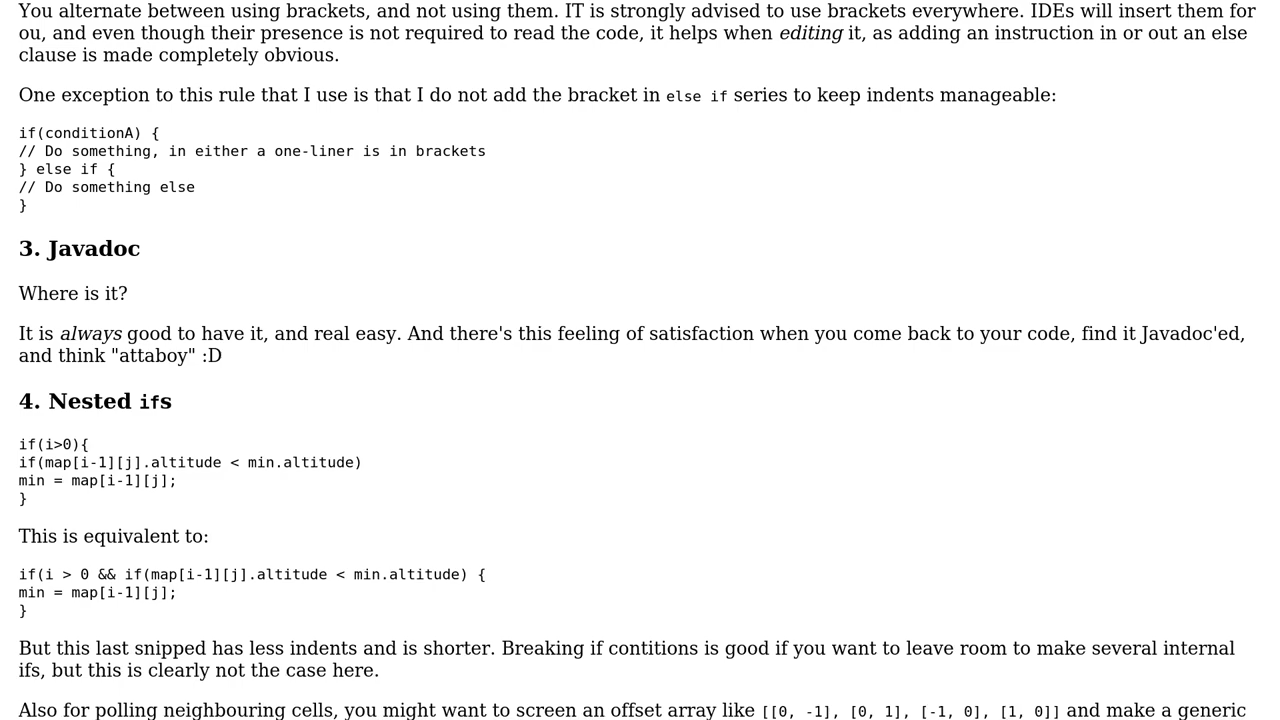 You alternate between using brackets, and not using them. IT is strongly advised to use brackets everywhere. IDEs will insert them for
ou, and even though their presence is not required to read the code, it helps when editing it, as adding an instruction in or out an else
clause is made completely obvious.
One exception to this rule that I use is that I do not add the bracket in else if series to keep indents manageable:
if(conditionA) {
// Do something, in either a one-liner is in brackets
} else if {
// Do something else
}
3. Javadoc
Where is it?
It is always good to have it, and real easy. And there's this feeling of satisfaction when you come back to your code, find it Javadoc'ed,
and think "attaboy" :D
4. Nested ifs
if(i>0){
if(map[i-1][j].altitude < min.altitude)
min = map[i-1][j];
}
This is equivalent to:
if(i > 0 && if(map[i-1][j].altitude < min.altitude) {
min = map[i-1][j];
}
But this last snipped has less indents and is shorter. Breaking if contitions is good if you want to leave room to make several internal
ifs, but this is clearly not the case here.
Also for polling neighbouring cells, you might want to screen an offset array like [[0, -1], [0, 1], [-1, 0], [1, 0]] and make a generic